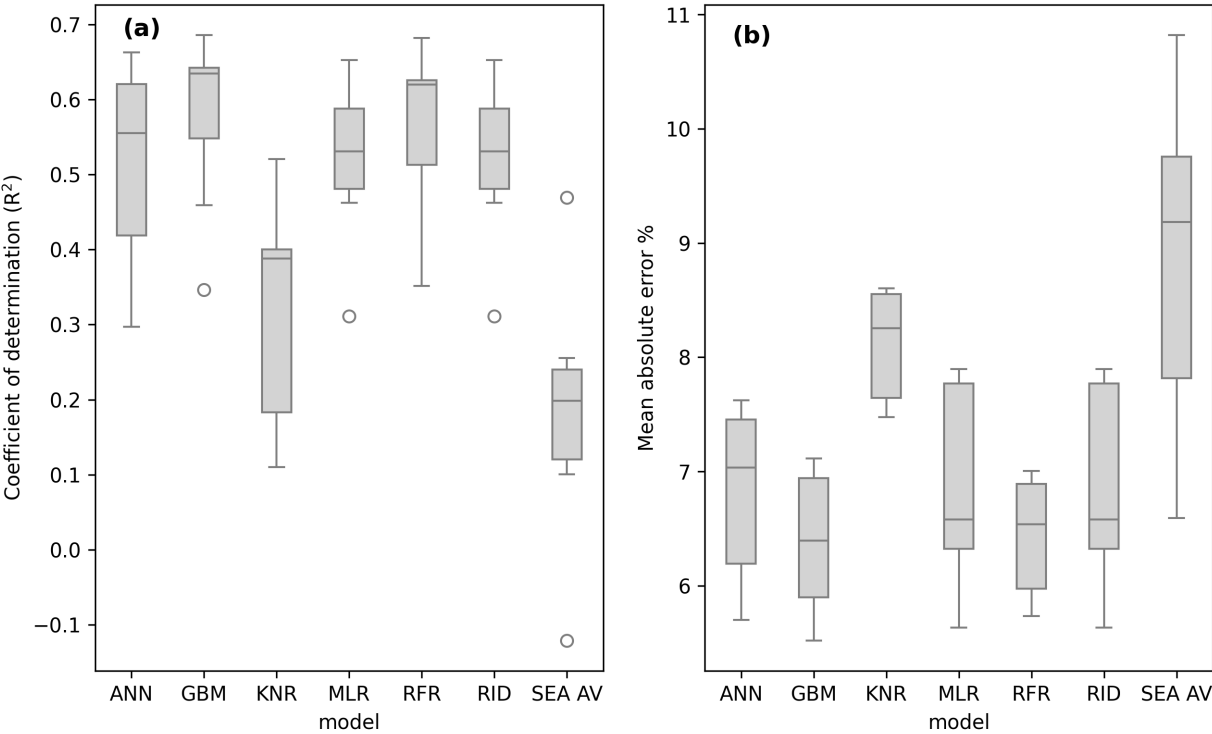 (a)
Coefficient of determination (R²)
0.7
0.6
0.5
0.4
0.3
0.2
0.1
0.0
−0.1
ANN GBM KNR MLR RFR RID SEA AV
model
(b)
Mean absolute error %
11
10
9
8
7
6
ANN GBM KNR MLR RFR RID SEA AV
model